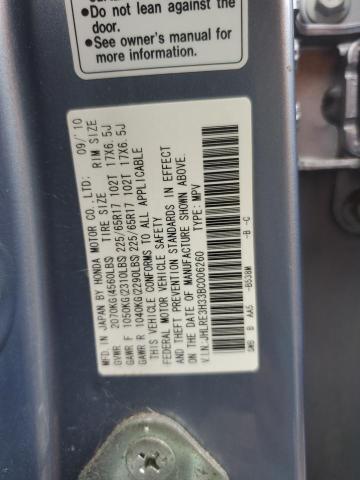 •Do not lean against the
door.
•See owner's manual for
more information.
MFD. IN JAPAN BY HONDA MOTOR CO.,LTD. 09/'10
TIRE SIZE RIM SIZE
GVWR 2070KG(4560LBS)
GAWR F 1050KG(2310LBS) 225/65R17 102T 17X6.5J
GAWR R 1040KG(2290LBS) 225/65R17 102T 17X6.5J
THIS VEHICLE CONFORMS TO ALL APPLICABLE
FEDERAL MOTOR VEHICLE SAFETY
AND THEFT PREVENTION STANDARDS IN EFFECT
ON THE DATE OF MANUFACTURE SHOWN ABOVE.
V.I.N:JHLRE3H33BC006260 TYPE: MPV
SWB B AA5 -B538M -B -C